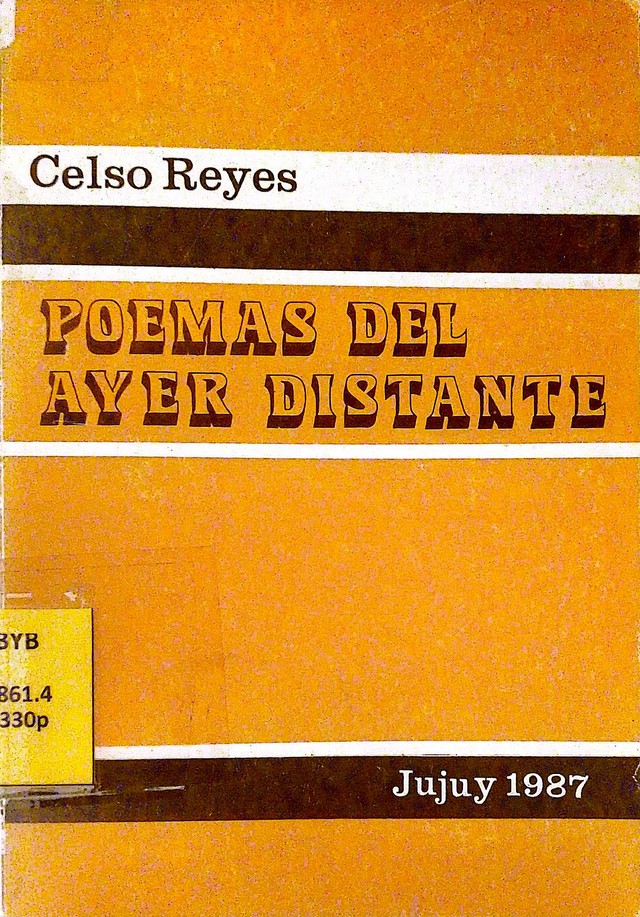 Celso Reyes
POEMAS DEL
AYER DISTANTE
BYB
861.4
330p
Jujuy 1987